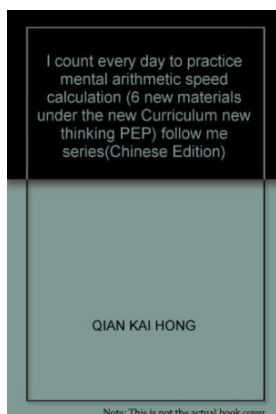 I count every day to practice
mental arithmetic speed
calculation (6 new materials
under the new Curriculum new
thinking PEP) follow me
series(Chinese Edition)
QIAN KAI HONG
Note: This is not the actual book cover